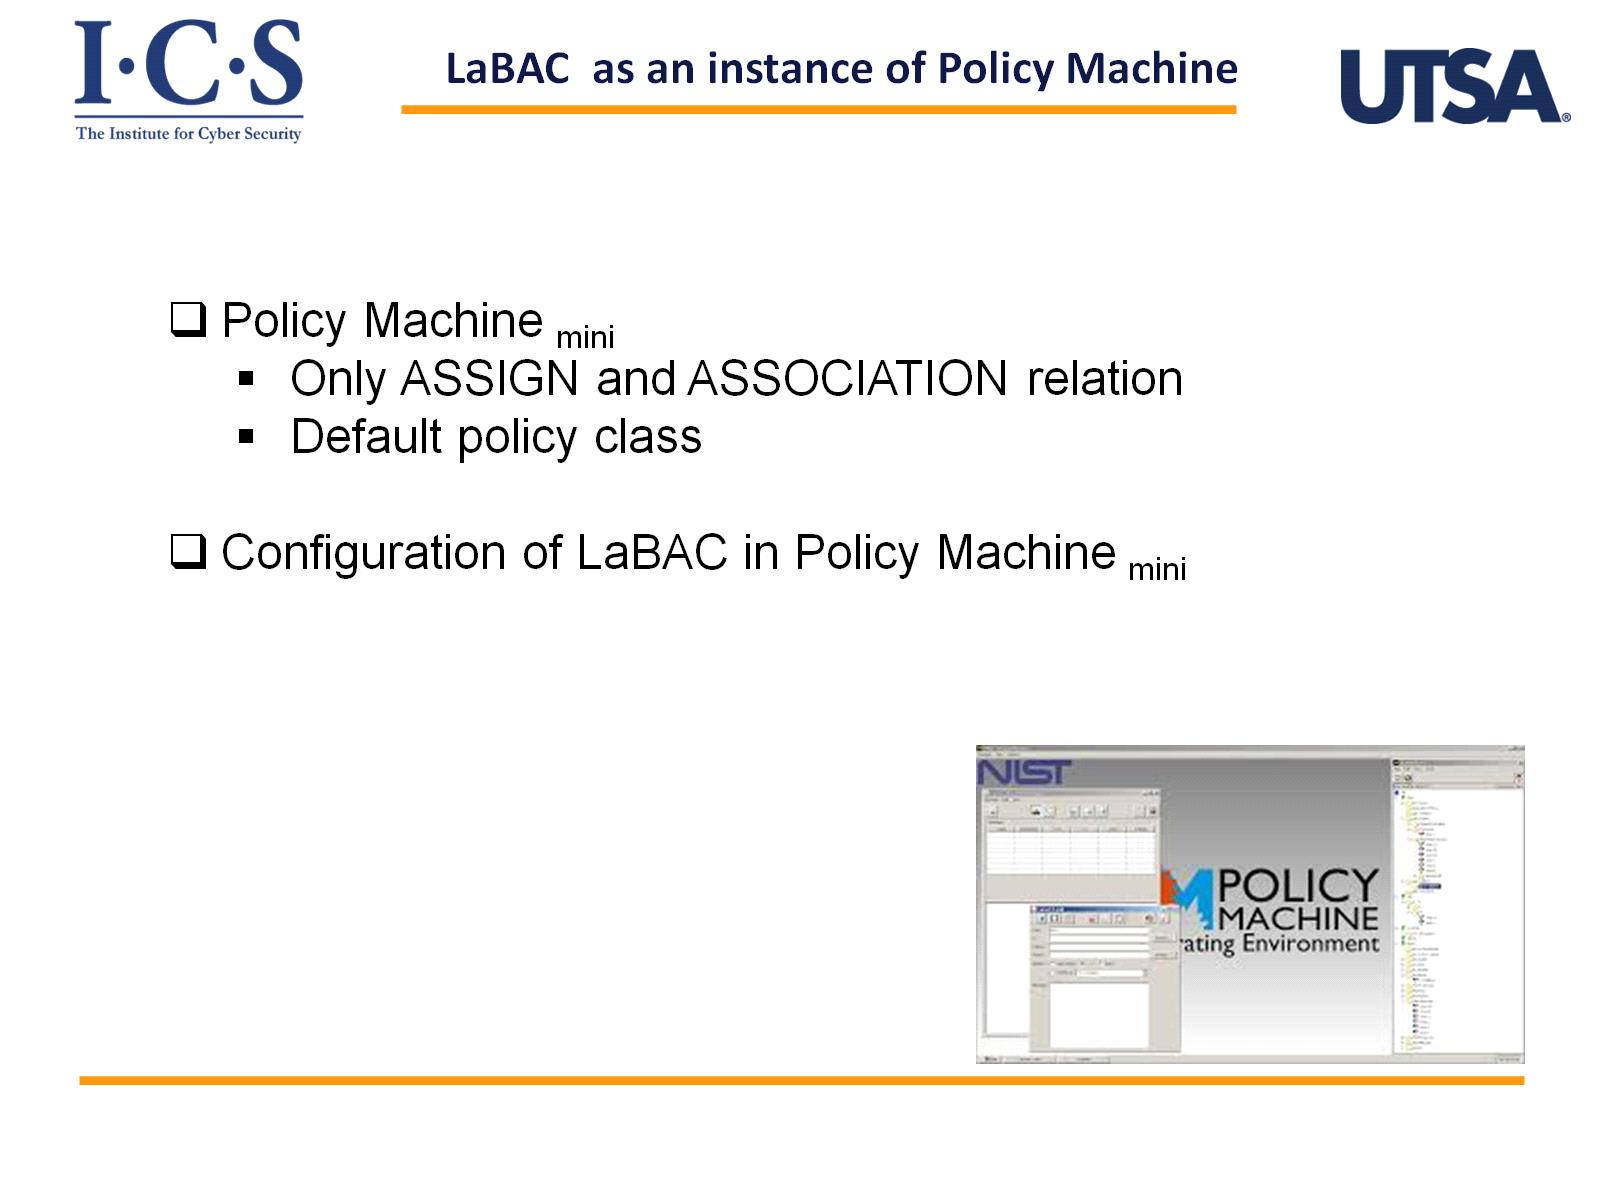 I·C·S
The Institute for Cyber Security
LaBAC as an instance of Policy Machine
UTSA®
❑ Policy Machine mini
▪ Only ASSIGN and ASSOCIATION relation
▪ Default policy class
❑ Configuration of LaBAC in Policy Machine mini
NIST
M POLICY
MACHINE
rating Environment